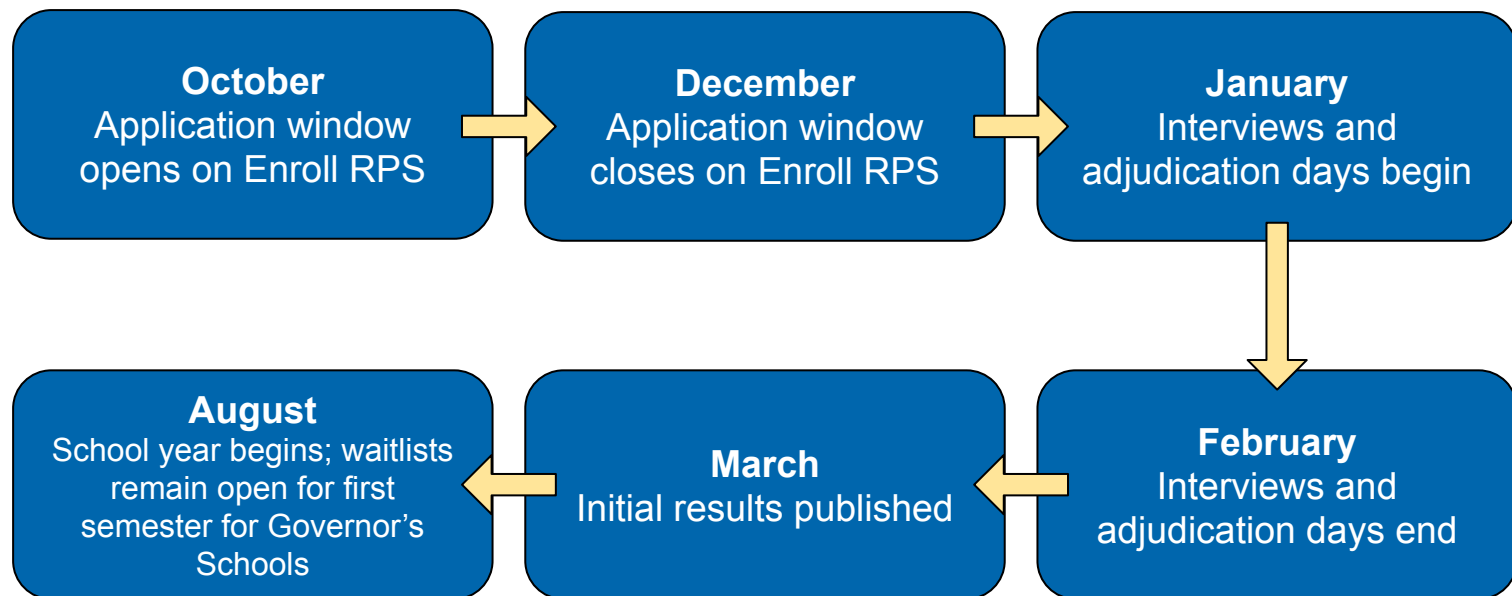 October
Application window
opens on Enroll RPS
December
Application window
closes on Enroll RPS
January
Interviews and
adjudication days begin
February
Interviews and
adjudication days end
March
Initial results published
August
School year begins; waitlists
remain open for first
semester for Governor’s
Schools